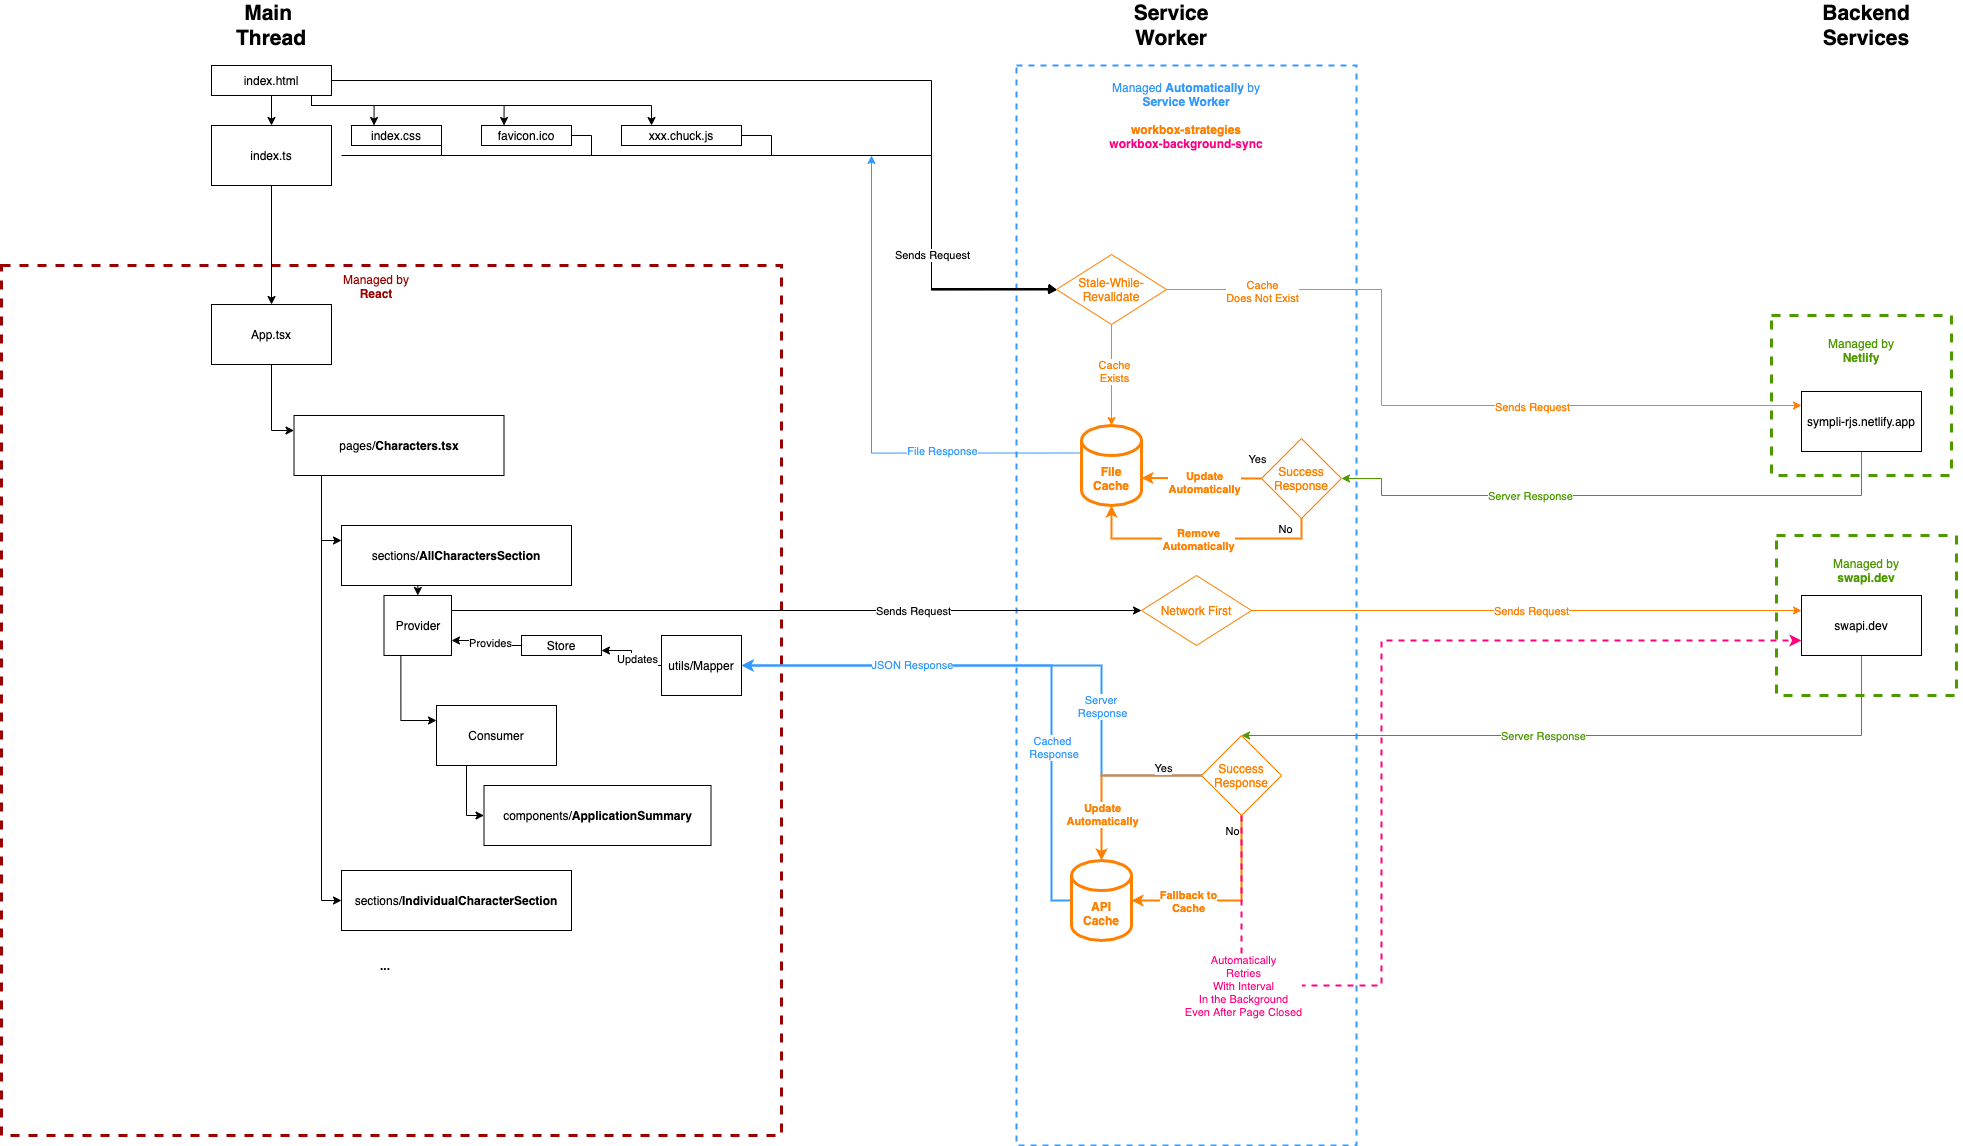 Main
Thread
Service
Worker
Backend
Services
index.html
index.ts
index.css
favicon.ico
xxx.chuck.js
Managed Automatically by
Service Worker
workbox-strategies
workbox-background-sync
Sends Request
Managed by
React
App.tsx
pages/Characters.tsx
sections/AllCharactersSection
Provider
Provides
Store
Updates
utils/Mapper
Consumer
components/ApplicationSummary
sections/IndividualCharacterSection
...
Stale-While-
Revalidate
Cache
Does Not Exist
Cache
Exists
File Response
File
Cache
Update
Automatically
Yes
Success
Response
No
Remove
Automatically
Sends Request
Server Response
Managed by
Netlify
sympli-rjs.netlify.app
Sends Request
Network First
Sends Request
Managed by
swapi.dev
swapi.dev
JSON Response
Server
Response
Cached
Response
Server Response
Yes
Success
Response
Update
Automatically
No
API
Cache
Fallback to
Cache
Automatically
Retries
With Interval
In the Background
Even After Page Closed